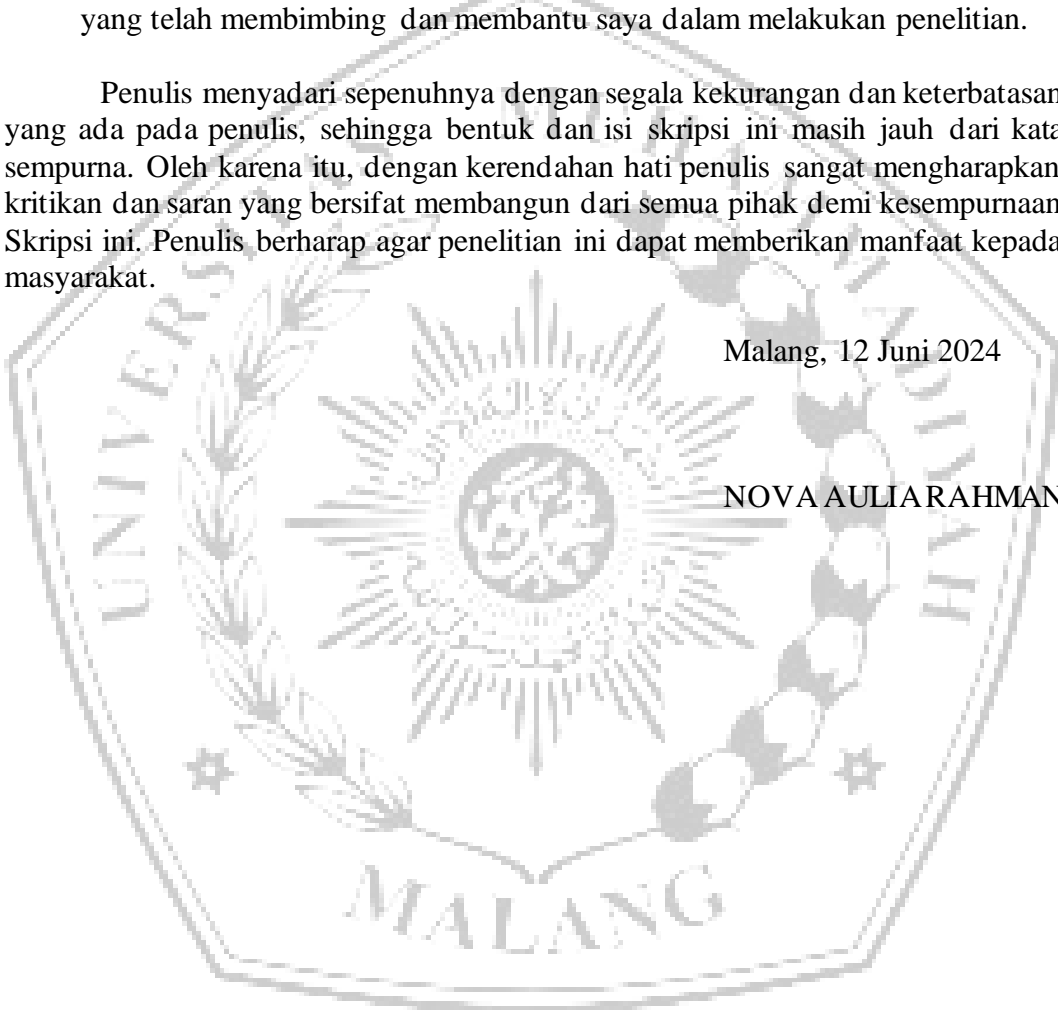 yang telah membimbing dan membantu saya dalam melakukan penelitian.
Penulis menyadari sepenuhnya dengan segala kekurangan dan keterbatasan
yang ada pada penulis, sehingga bentuk dan isi skripsi ini masih jauh dari kata
sempurna. Oleh karena itu, dengan kerendahan hati penulis sangat mengharapkan
kritikan dan saran yang bersifat membangun dari semua pihak demi kesempurnaan
Skripsi ini. Penulis berharap agar penelitian ini dapat memberikan manfaat kepada
masyarakat.
Malang, 12 Juni 2024
NOVA AULIA RAHMAN
UNIVERSITAS MUHAMMADIYAH
MALANG